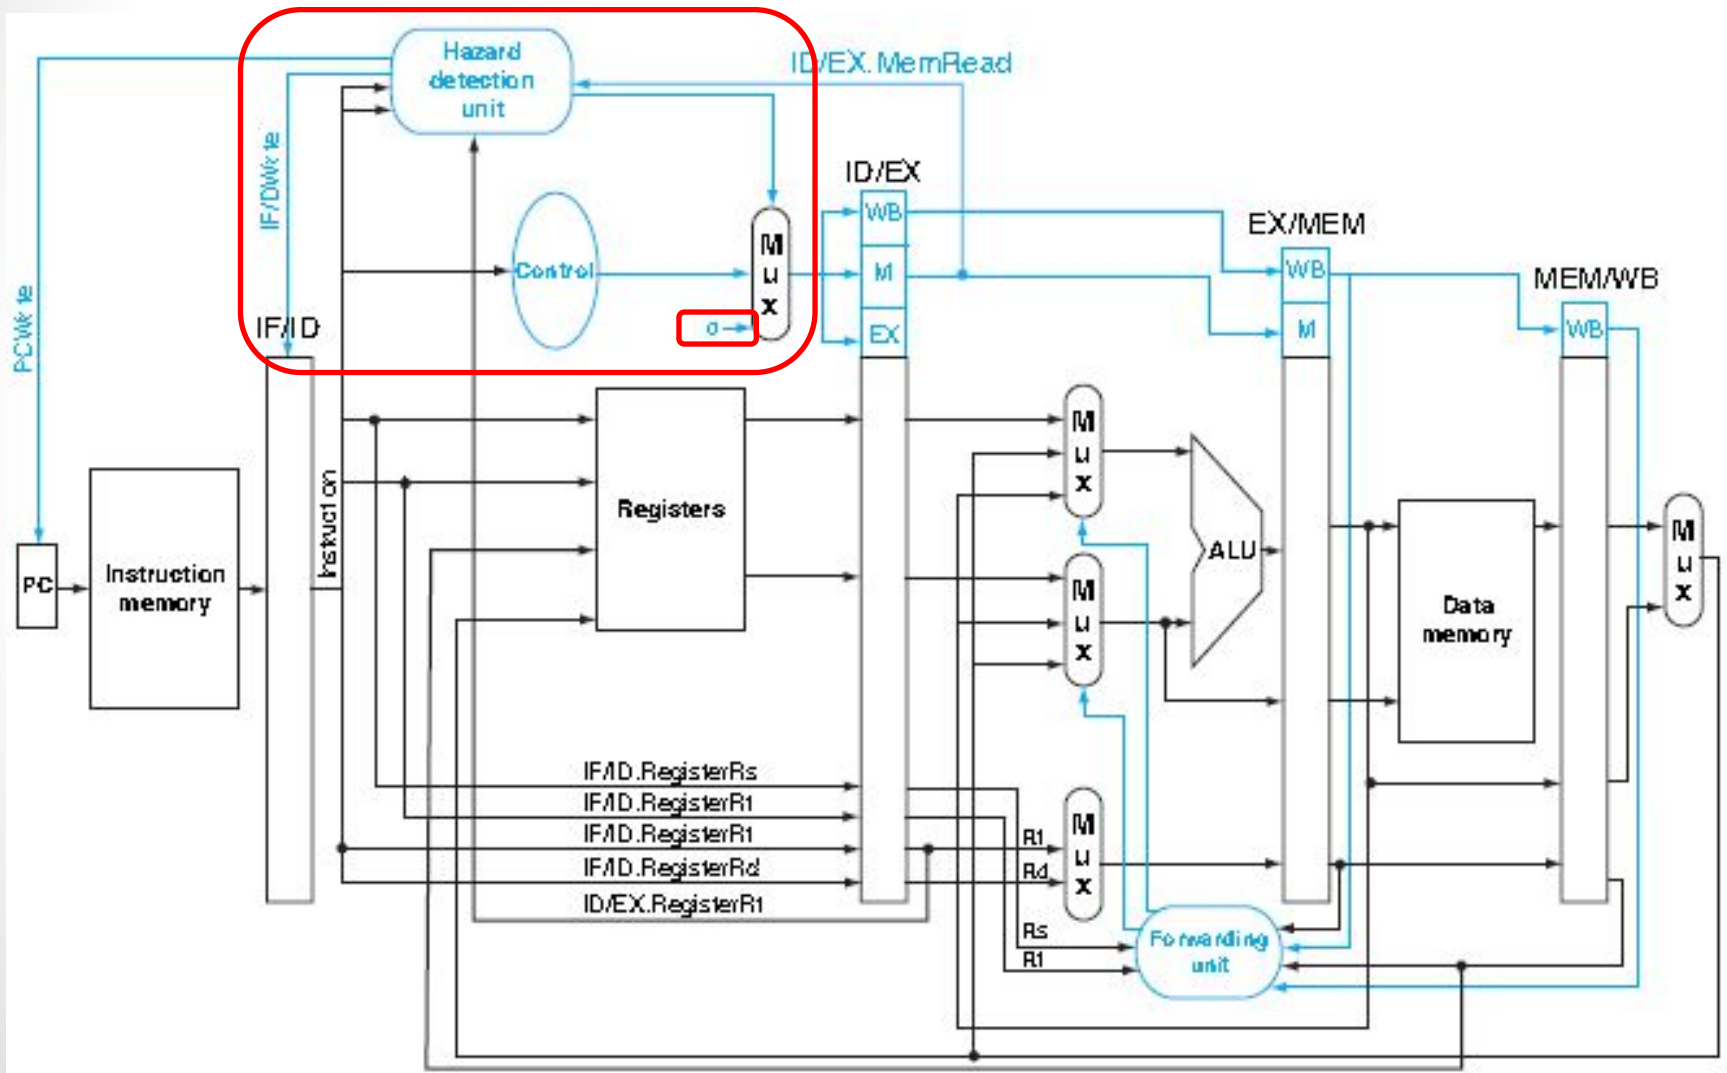 Hazard
detection
unit
ID/EX.MemRead
IF/DWrite
PCWrite
ID/EX
WB
M
EX
Control
M
u
x
0
IF/ID
EX/MEM
WB
M
MEM/WB
WB
PC
Instruction
memory
Instruction
Registers
M
u
x
M
u
x
ALU
Data
memory
M
u
x
IF/ID.RegisterRs
IF/ID.RegisterRt
IF/ID.RegisterRt
IF/ID.RegisterRd
ID/EX.RegisterRt
Rt
Rd
M
u
x
Rs
Rt
Forwarding
unit